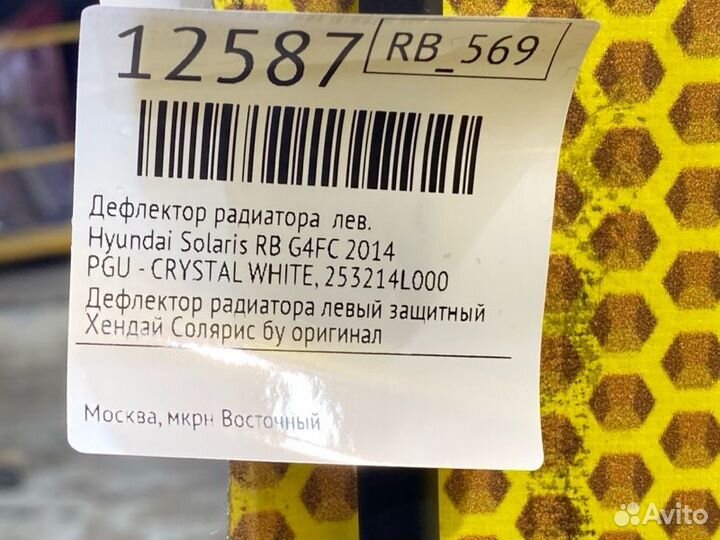 12587 RB_569
Дефлектор радиатора лев.
Hyundai Solaris RB G4FC 2014
PGU - CRYSTAL WHITE, 253214L000
Дефлектор радиатора левый защитный
Хендай Солярис бу оригинал
Москва, мкрн Восточный
Avito